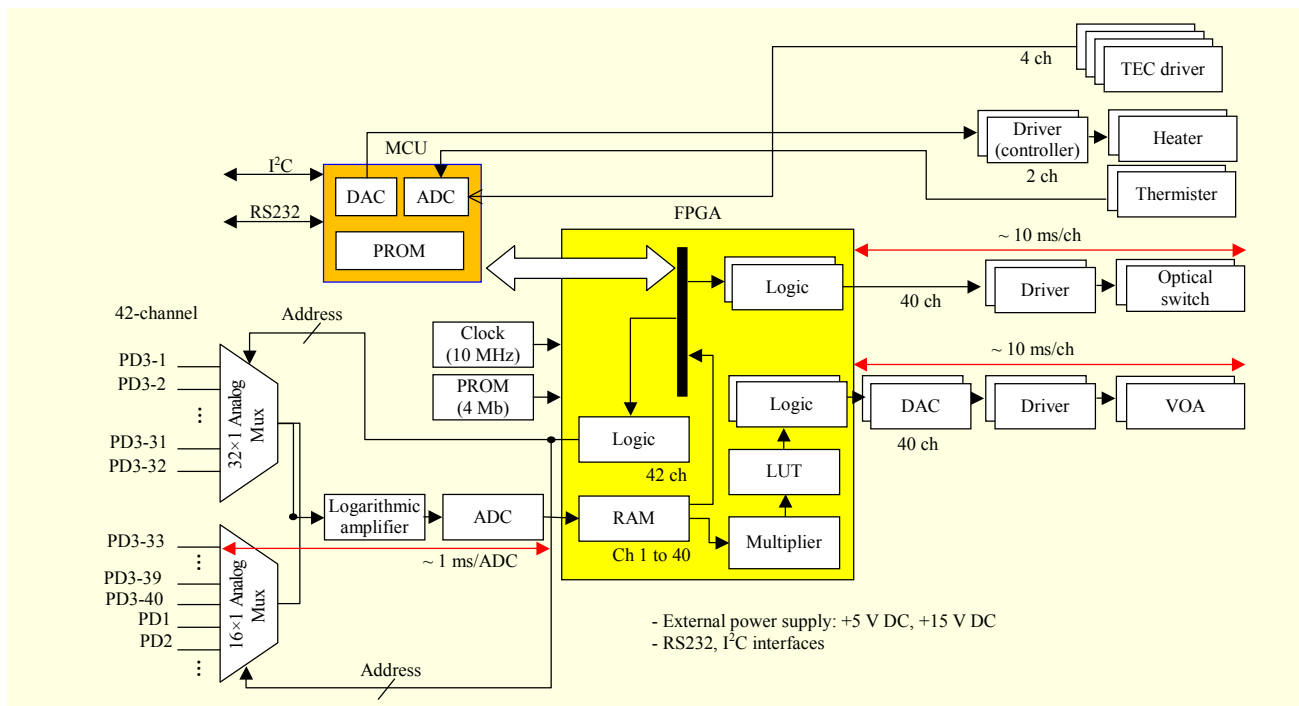 4 ch
TEC driver
Driver
(controller)
2 ch
Heater
Thermister
MCU
I²C
RS232
DAC
ADC
PROM
FPGA
~ 10 ms/ch
Logic
40 ch
Driver
Optical
switch
42-channel
Address
Clock
(10 MHz)
PROM
(4 Mb)
~ 10 ms/ch
Logic
DAC
40 ch
Driver
VOA
PD3-1
PD3-2
⋮
PD3-31
PD3-32
32×1 Analog
Mux
Logic
42 ch
LUT
Logarithmic
amplifier
ADC
RAM
Ch 1 to 40
Multiplier
~ 1 ms/ADC
PD3-33
⋮
PD3-39
PD3-40
PD1
PD2
⋮
16×1 Analog
Mux
Address
- External power supply: +5 V DC, +15 V DC
- RS232, I²C interfaces